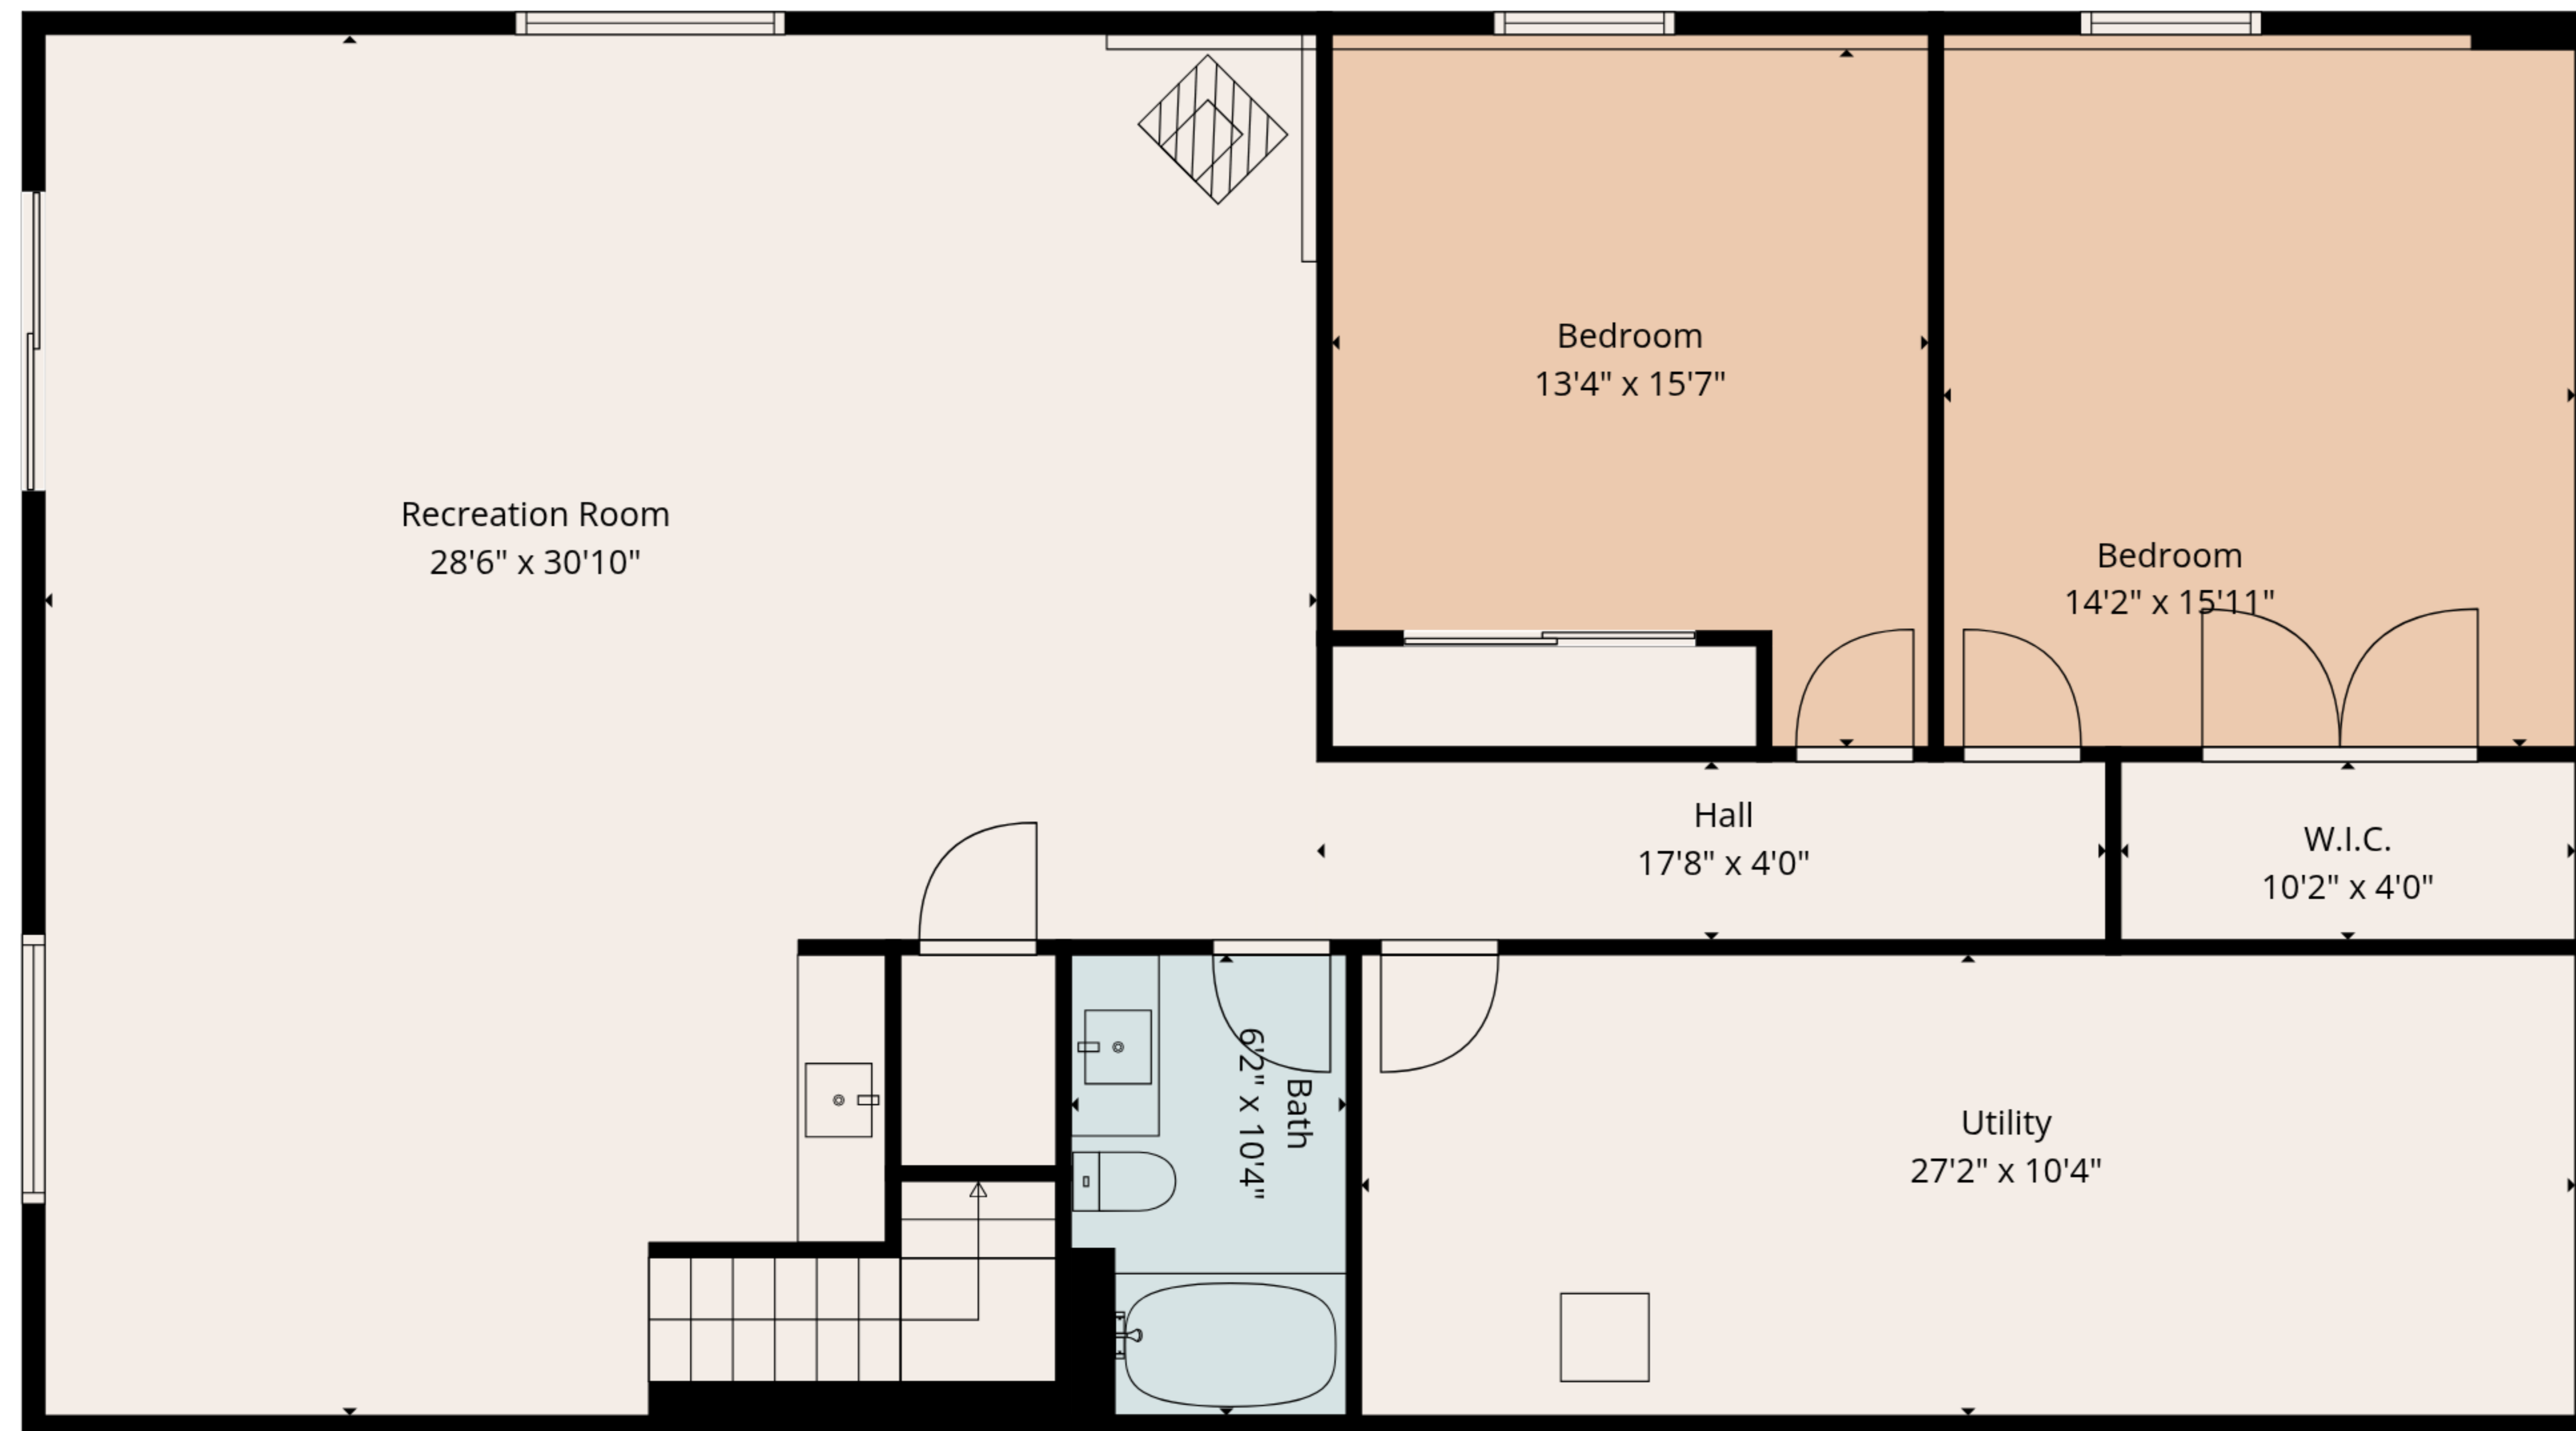 Bedroom
13'4" x 15'7"
Recreation Room
28'6" x 30'10"
Bedroom
14'2" x 15'11"
Hall
17'8" x 4'0"
W.I.C.
10'2" x 4'0"
Bath
6'2" x 10'4"
Utility
27'2" x 10'4"